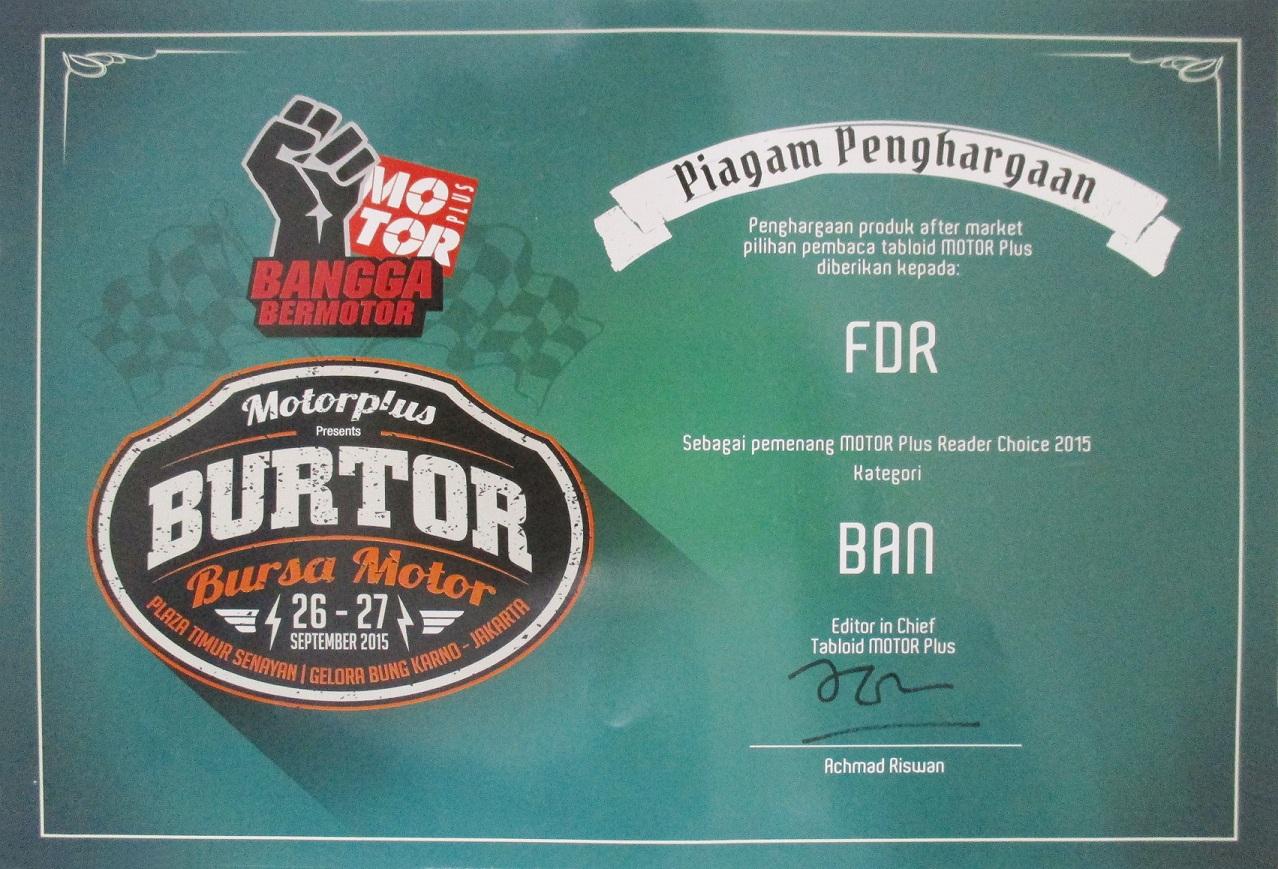 MOTOR PLUS
BANGGA
BERMOTOR
Motorplus
Presents
BURTOR
Bursa Motor
26 - 27
SEPTEMBER 2015
PLAZA TIMUR SENAYAN | GELORA BUNG KARNO - JAKARTA
Piagam Penghargaan
Penghargaan produk after market
pilihan pembaca tabloid MOTOR Plus
diberikan kepada:
FDR
Sebagai pemenang MOTOR Plus Reader Choice 2015
Kategori
BAN
Editor in Chief
Tabloid MOTOR Plus
Achmad Riswan